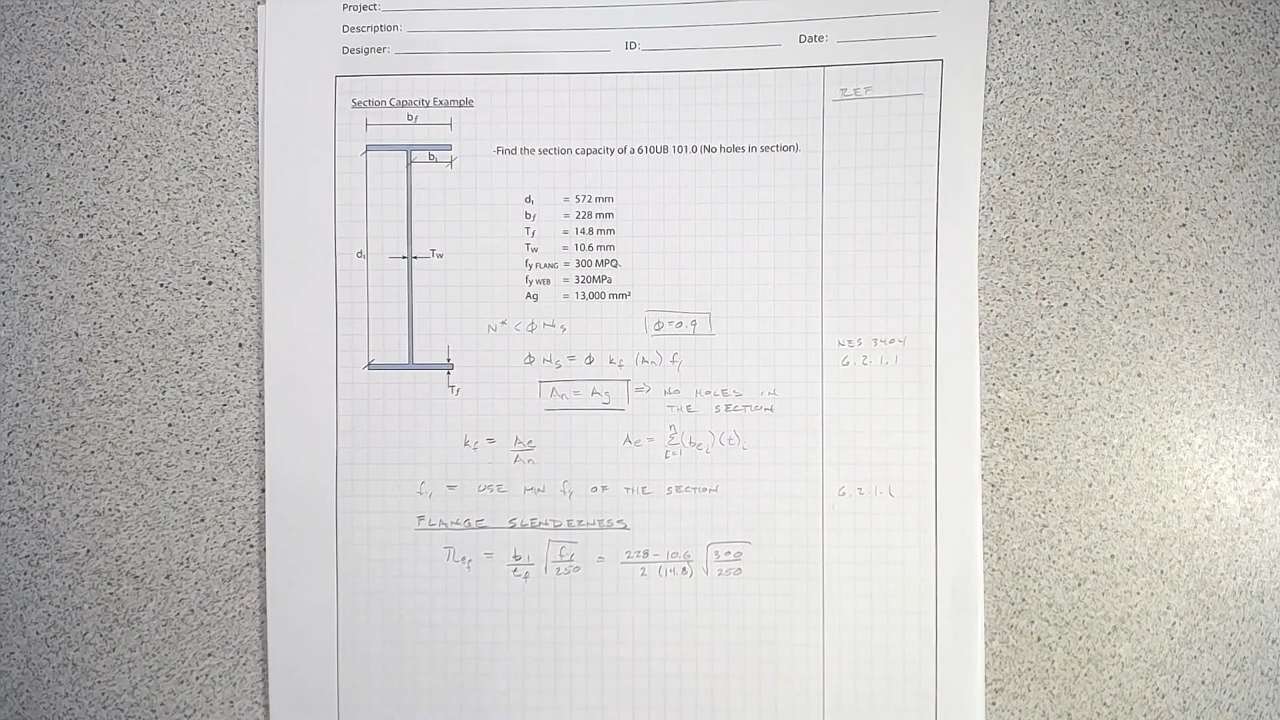 Project:
Description:
Designer: ID: Date:
REF
Section Capacity Example
bf
b₁
-Find the section capacity of a 610UB 101.0 (No holes in section).
d₁ = 572 mm
bf = 228 mm
Tf = 14.8 mm
Tw = 10.6 mm
fy FLANG = 300 MPa
fy WEB = 320MPa
Ag = 13,000 mm²
d₁
Tw
Tf
N* < ϕ Ns ϕ=0.9
NZS 3404
ϕ Ns = ϕ kf (An) fy 6.2.1.1
An = Ag => NO HOLES IN
THE SECTION
kf = Ae/An Ae = Σ(i=1 to n) (bei)(t)i
fy = USE MIN fy OF THE SECTION 6.2.1.1
FLANGE SLENDERNESS
λef = b₁/tf √(fy/250) = (228 - 10.6)/(2 (14.8)) √(300/250)